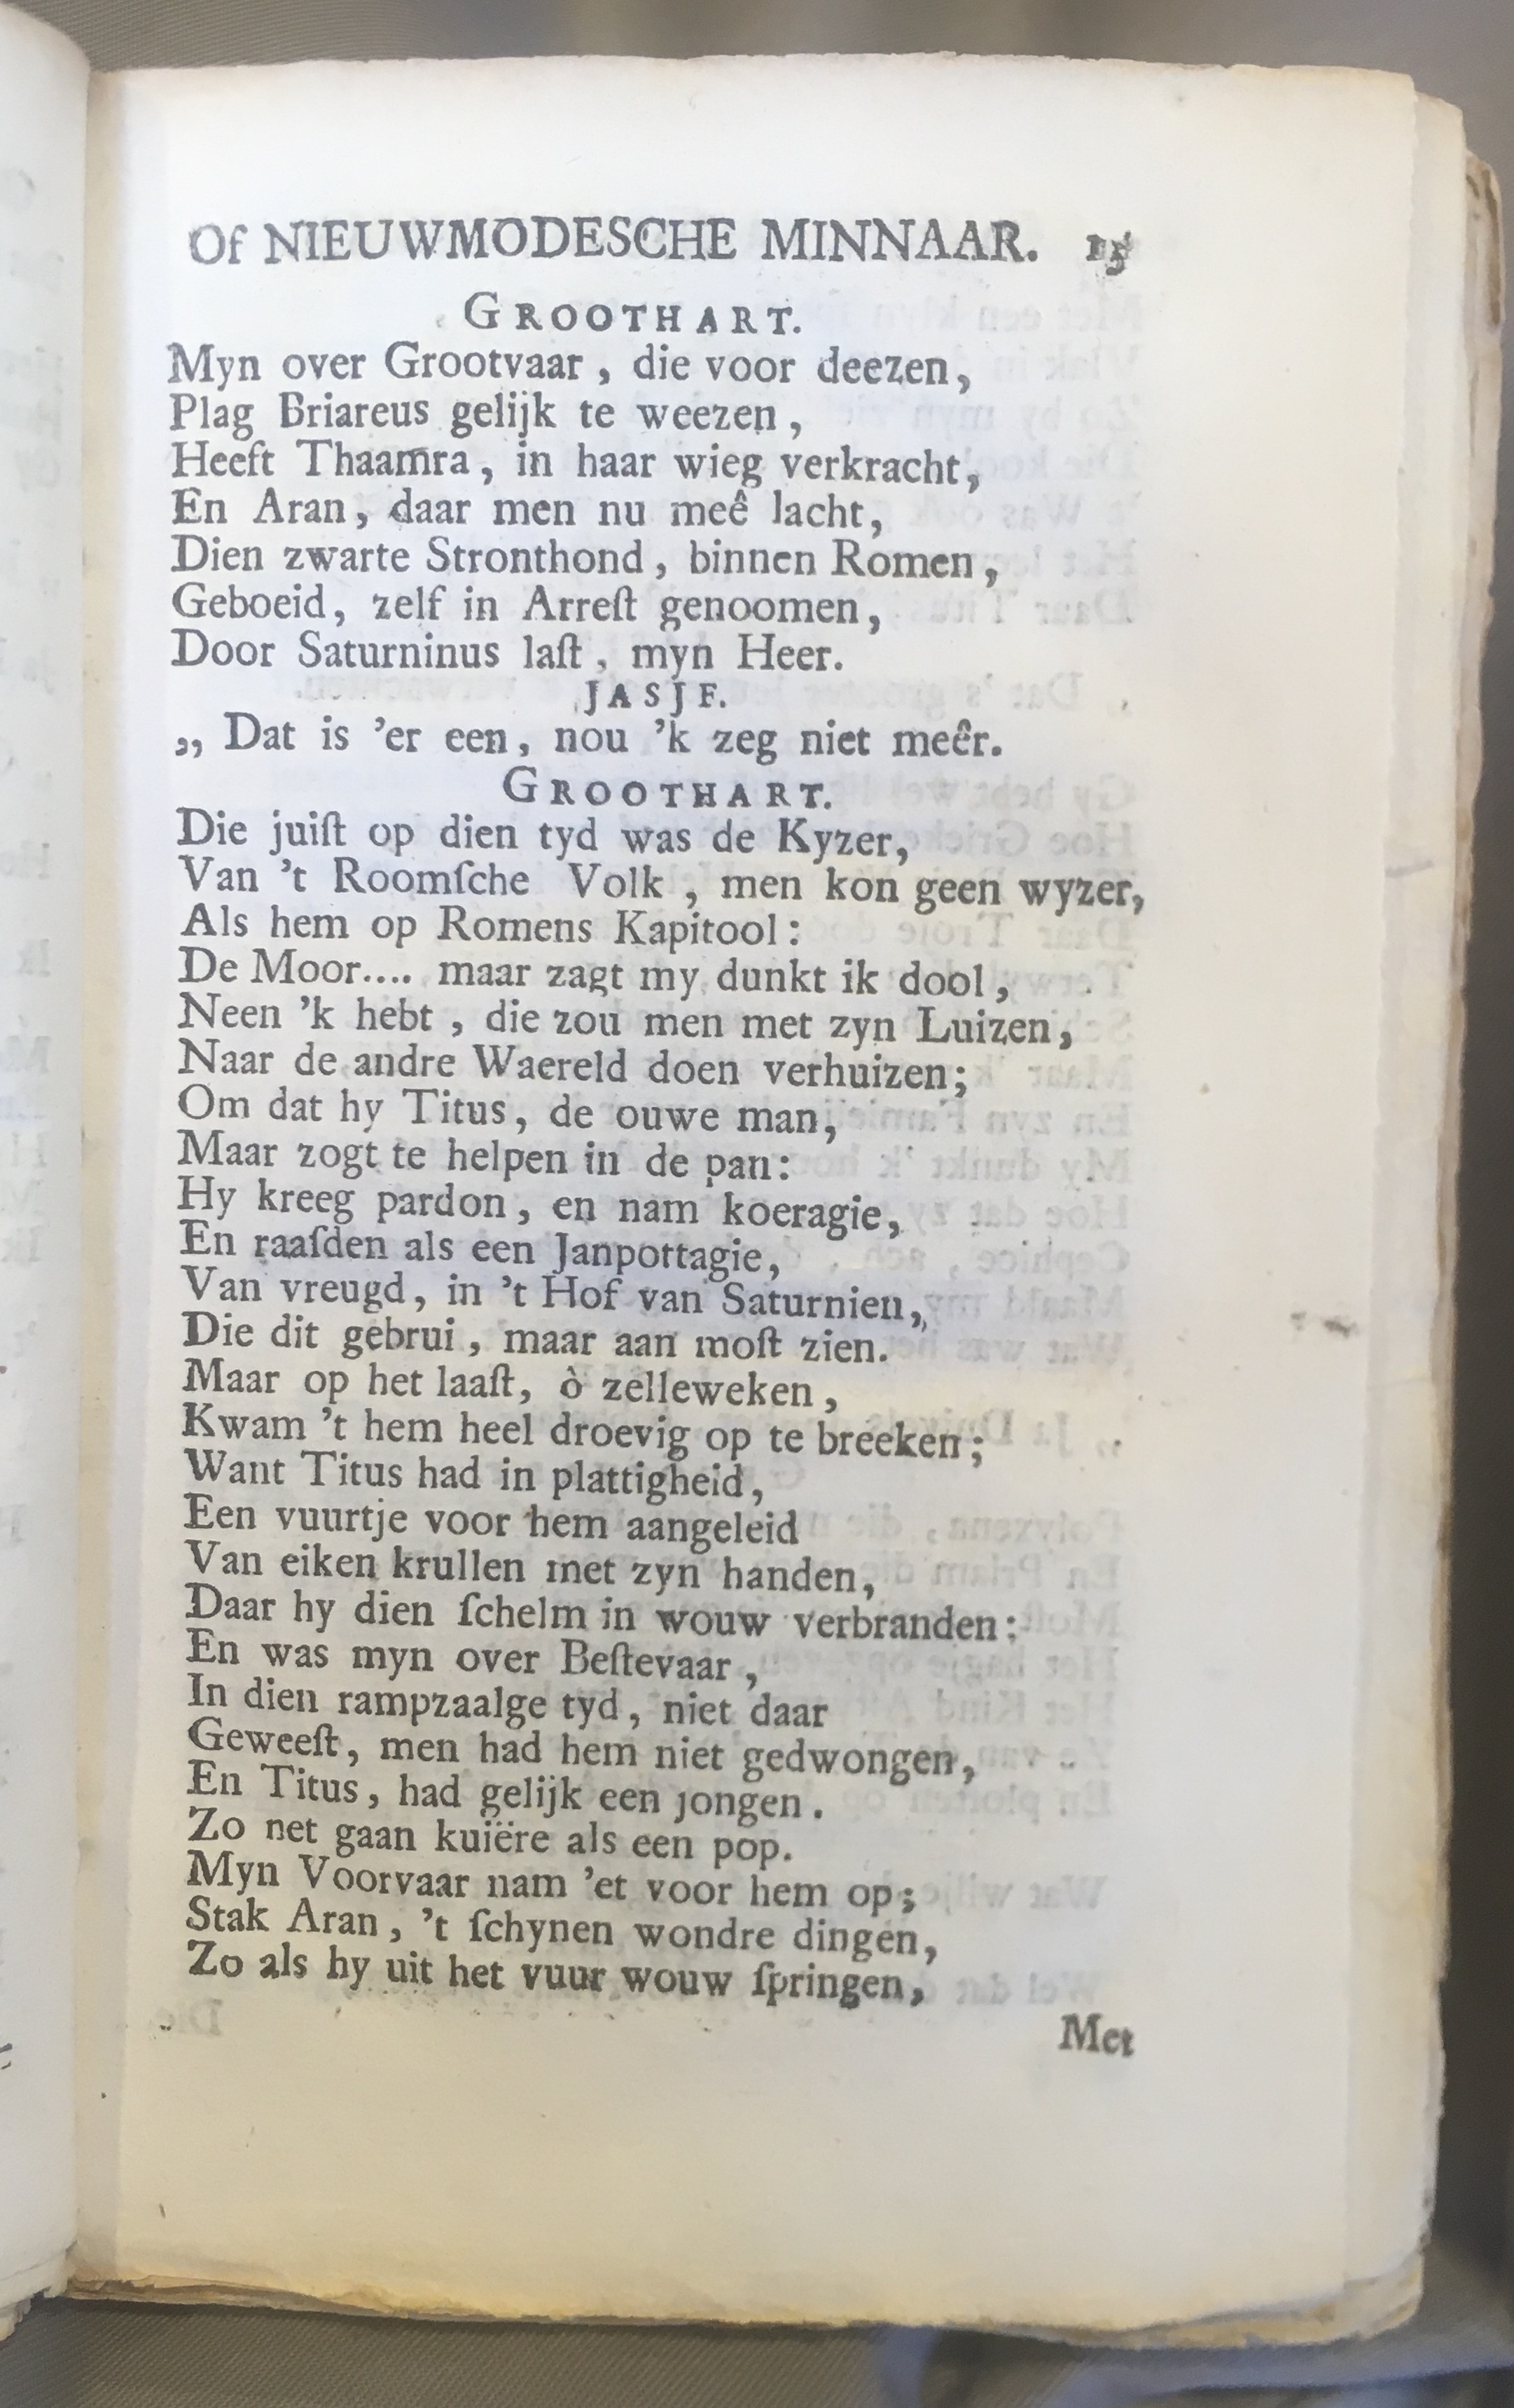 Of NIEUWMODESCHE MINNAAR. 15
GROOTHART.
Myn over Grootvaar, die voor deezen,
Plag Briareus gelijk te weezen,
Heeft Thaamra, in haar wieg verkracht,
En Aran, daar men nu meê lacht,
Dien zwarte Stronthond, binnen Romen,
Geboeid, zelf in Arreſt genoomen,
Door Saturninus laſt, myn Heer.
JASJE.
,, Dat is 'er een, nou 'k zeg niet meêr.
GROOTHART.
Die juiſt op dien tyd was de Kyzer,
Van 't Roomſche Volk, men kon geen wyzer,
Als hem op Romens Kapitool:
De Moor.... maar zagt my dunkt ik dool,
Neen 'k hebt, die zou men met zyn Luizen,
Naar de andre Waereld doen verhuizen;
Om dat hy Titus, de ouwe man,
Maar zogt te helpen in de pan:
Hy kreeg pardon, en nam koeragie,
En raaſden als een Janpottagie,
Van vreugd, in 't Hof van Saturnien,
Die dit gebrui, maar aan moſt zien.
Maar op het laaſt, ò zelleweken,
Kwam 't hem heel droevig op te breeken;
Want Titus had in plattigheid,
Een vuurtje voor hem aangeleid
Van eiken krullen met zyn handen,
Daar hy dien ſchelm in wouw verbranden:
En was myn over Beſtevaar,
In dien rampzaalge tyd, niet daar
Geweeſt, men had hem niet gedwongen,
En Titus, had gelijk een jongen.
Zo net gaan kuiëre als een pop.
Myn Voorvaar nam 'et voor hem op;
Stak Aran, 't ſchynen wondre dingen,
Zo als hy uit het vuur wouw ſpringen,
Met